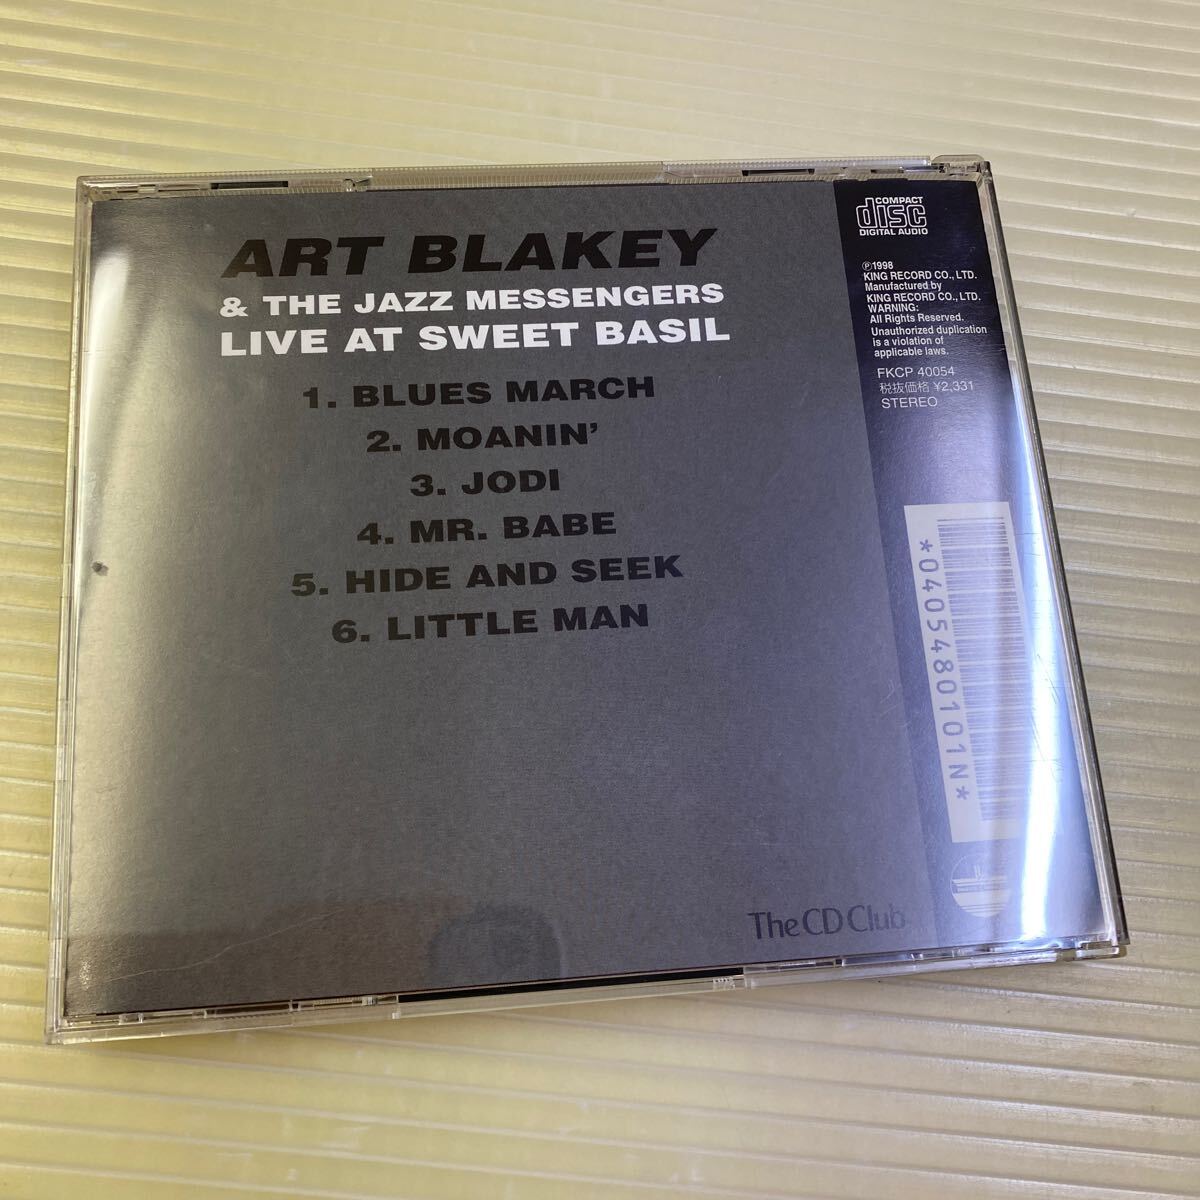 ART BLAKEY
& THE JAZZ MESSENGERS
LIVE AT SWEET BASIL
1. BLUES MARCH
2. MOANIN'
3. JODI
4. MR. BABE
5. HIDE AND SEEK
6. LITTLE MAN
COMPACT
disc
DIGITAL AUDIO
℗1998
KING RECORD CO., LTD.
Manufactured by
KING RECORD CO., LTD.
WARNING:
All Rights Reserved.
Unauthorized duplication
is a violation of
applicable laws.
FKCP 40054
税抜価格 ¥2,331
STEREO
*0405480101N*
The CD Club